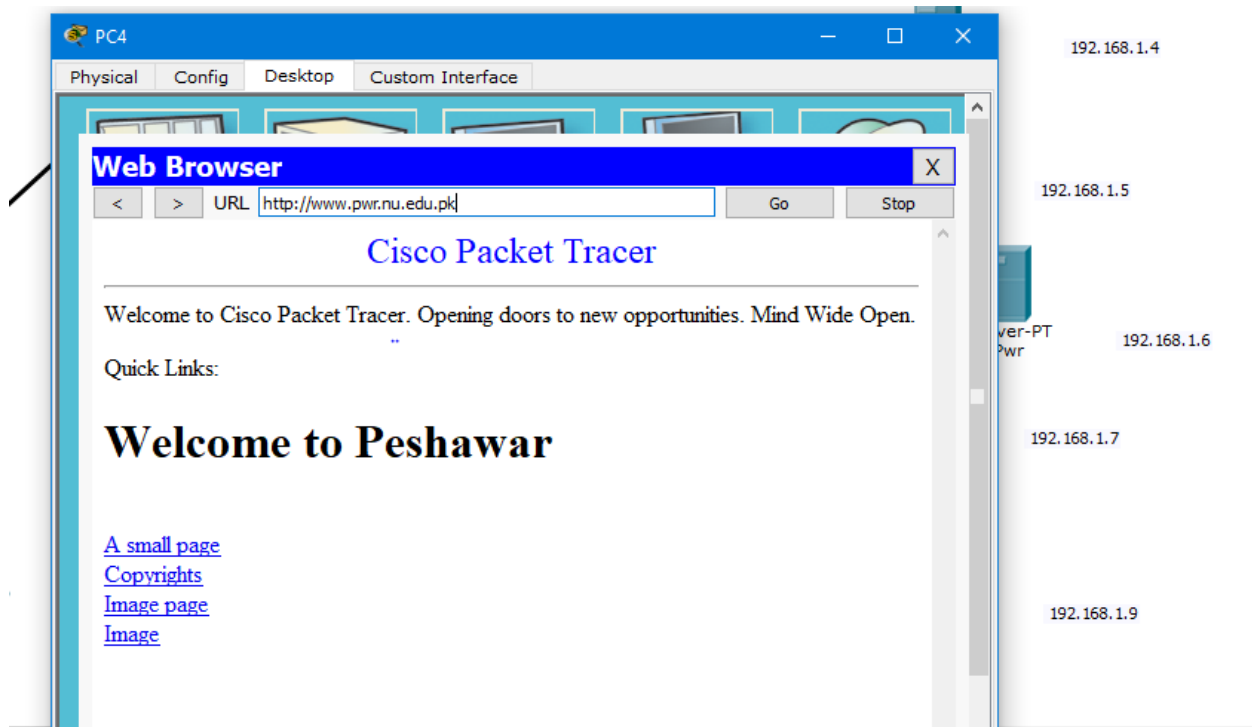 PC4
Physical Config Desktop Custom Interface
Web Browser X
< > URL http://www.pwr.nu.edu.pk Go Stop
Cisco Packet Tracer
Welcome to Cisco Packet Tracer. Opening doors to new opportunities. Mind Wide Open.
Quick Links:
Welcome to Peshawar
A small page
Copyrights
Image page
Image
192.168.1.4
192.168.1.5
ver-PT
Pwr
192.168.1.6
192.168.1.7
192.168.1.9